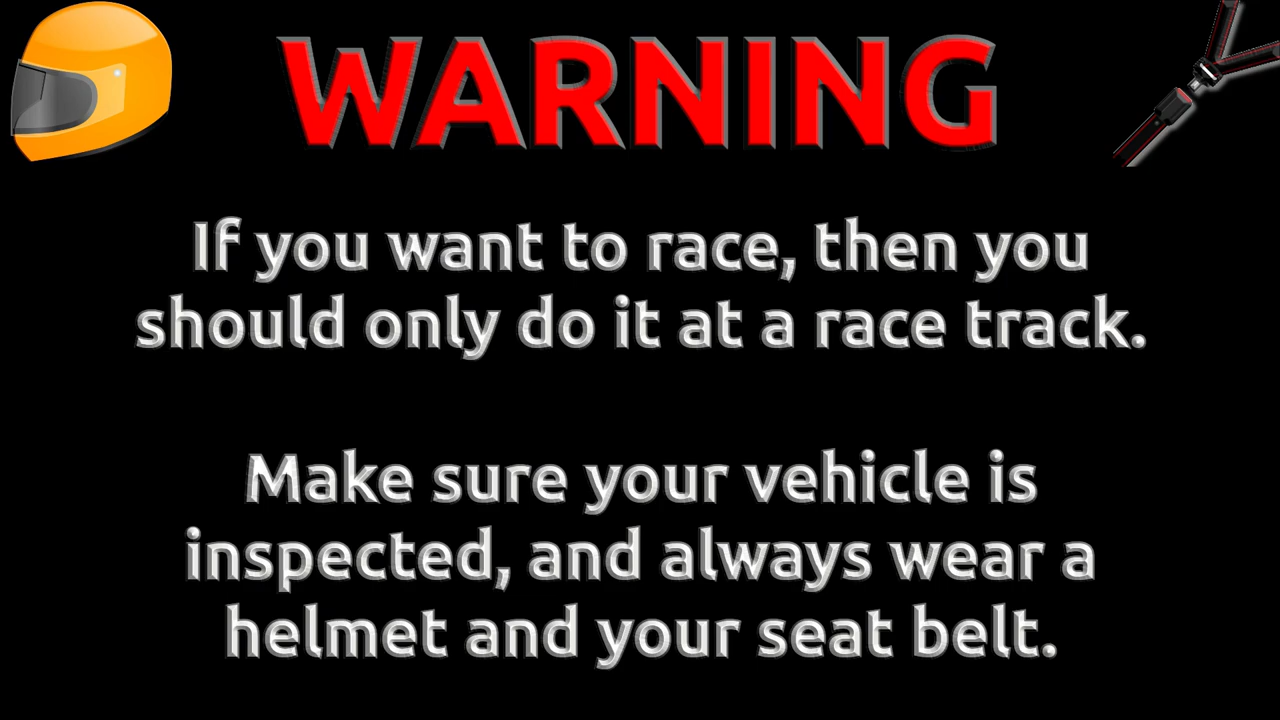 WARNING
If you want to race, then you
should only do it at a race track.
Make sure your vehicle is
inspected, and always wear a
helmet and your seat belt.